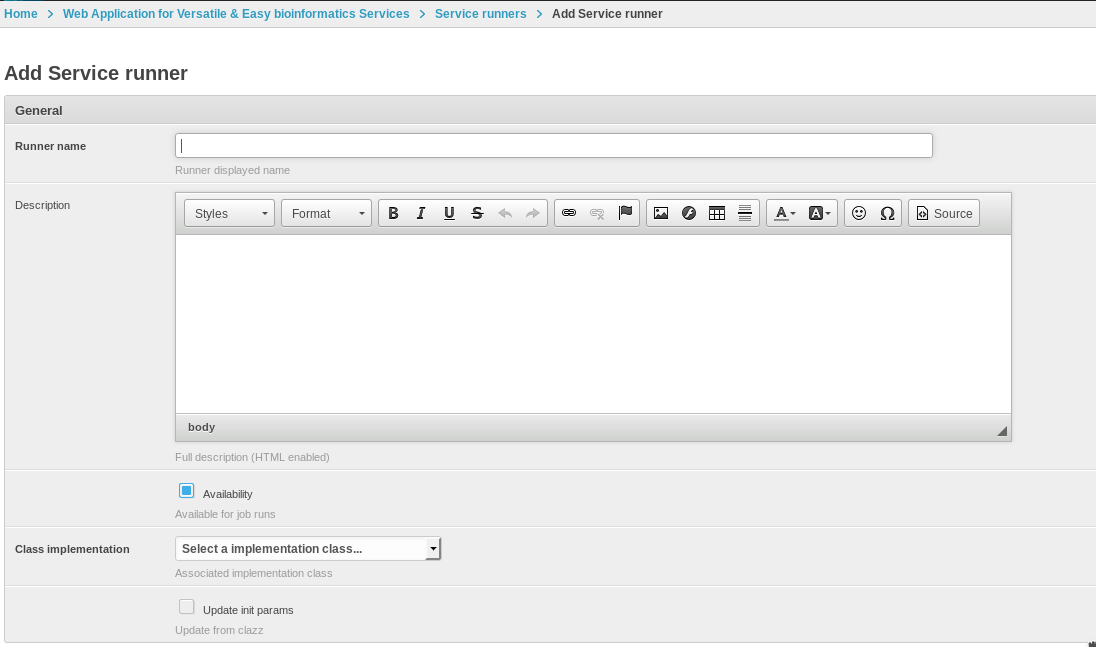 Home > Web Application for Versatile & Easy bioinformatics Services > Service runners > Add Service runner
Add Service runner
General
Runner name
Runner displayed name
Description
Styles Format B I U S A A Ω Source
body
Full description (HTML enabled)
Availability
Available for job runs
Class implementation Select a implementation class...
Associated implementation class
Update init params
Update from clazz